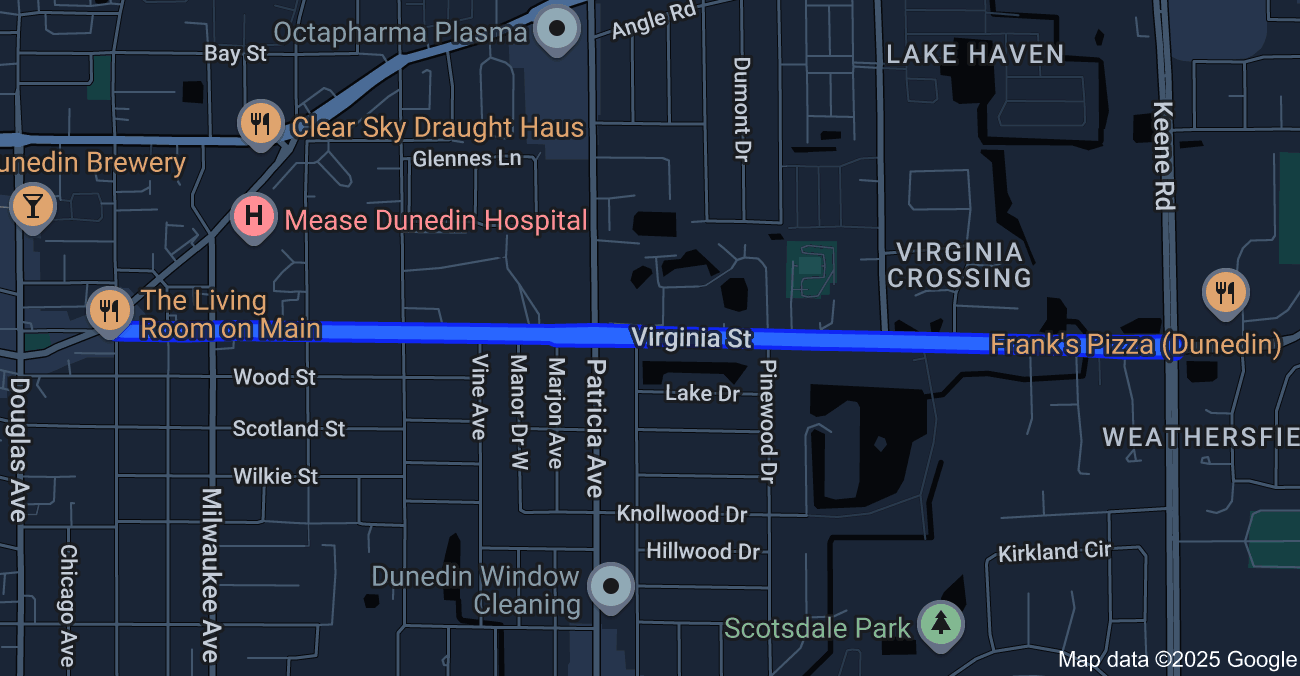 Octapharma Plasma
Angle Rd
Bay St
LAKE HAVEN
Dumont Dr
Keene Rd
Clear Sky Draught Haus
unedin Brewery
Glennes Ln
Mease Dunedin Hospital
VIRGINIA
CROSSING
The Living
Room on Main
Virginia St
Frank's Pizza (Dunedin)
Wood St
Vine Ave
Manor Dr W
Marjon Ave
Patricia Ave
Lake Dr
Pinewood Dr
Douglas Ave
Scotland St
WEATHERSFIE
Wilkie St
Milwaukee Ave
Knollwood Dr
Hillwood Dr
Kirkland Cir
Chicago Ave
Dunedin Window
Cleaning
Scotsdale Park
Map data ©2025 Google